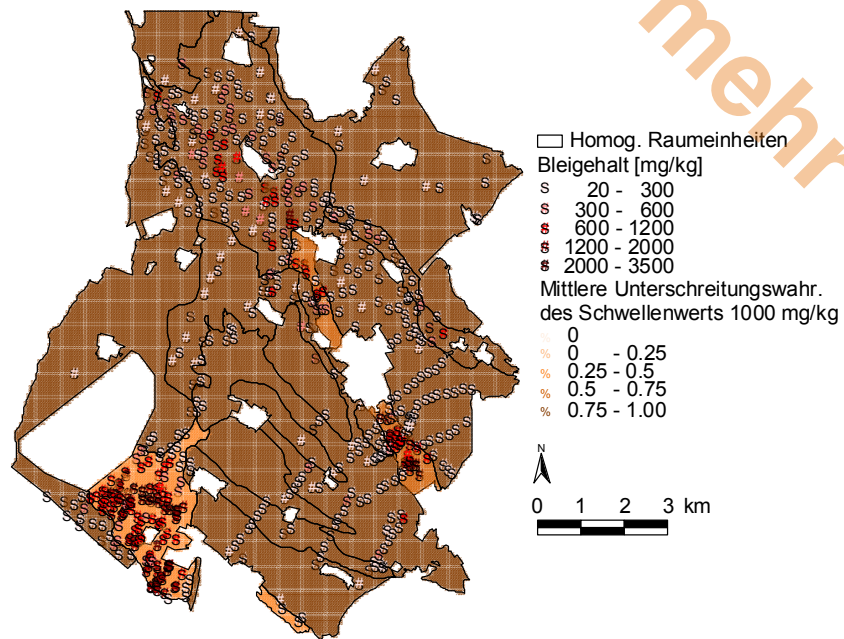 mehr
Homog. Raumeinheiten
Bleigehalt [mg/kg]
S 20 - 300
S 300 - 600
S 600 - 1200
# 1200 - 2000
# 2000 - 3500
Mittlere Unterschreitungswahr.
des Schwellenwerts 1000 mg/kg
% 0
% 0 - 0.25
% 0.25 - 0.5
% 0.5 - 0.75
% 0.75 - 1.00
N
0 1 2 3 km